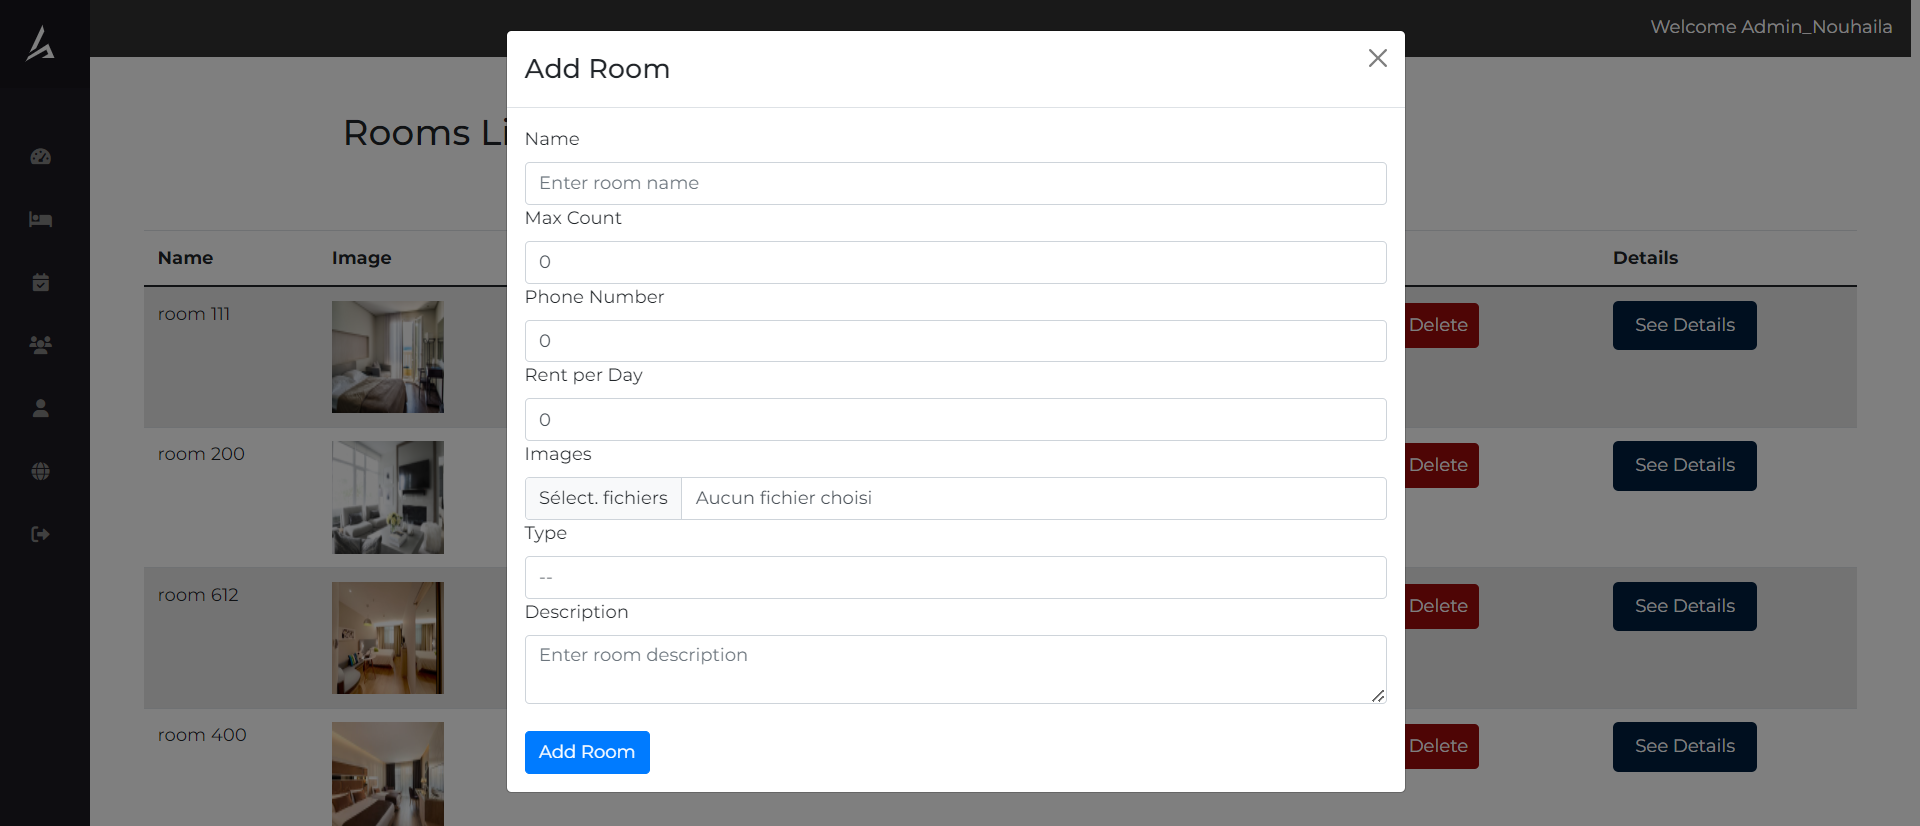 Welcome Admin_Nouhaila
Add Room
Rooms Li
Name
Enter room name
Max Count
0
Phone Number
0
Rent per Day
0
Images
Sélect. fichiers Aucun fichier choisi
Type
--
Description
Enter room description
Add Room
Name Image Details
room 111 Delete See Details
room 200 Delete See Details
room 612 Delete See Details
room 400 Delete See Details